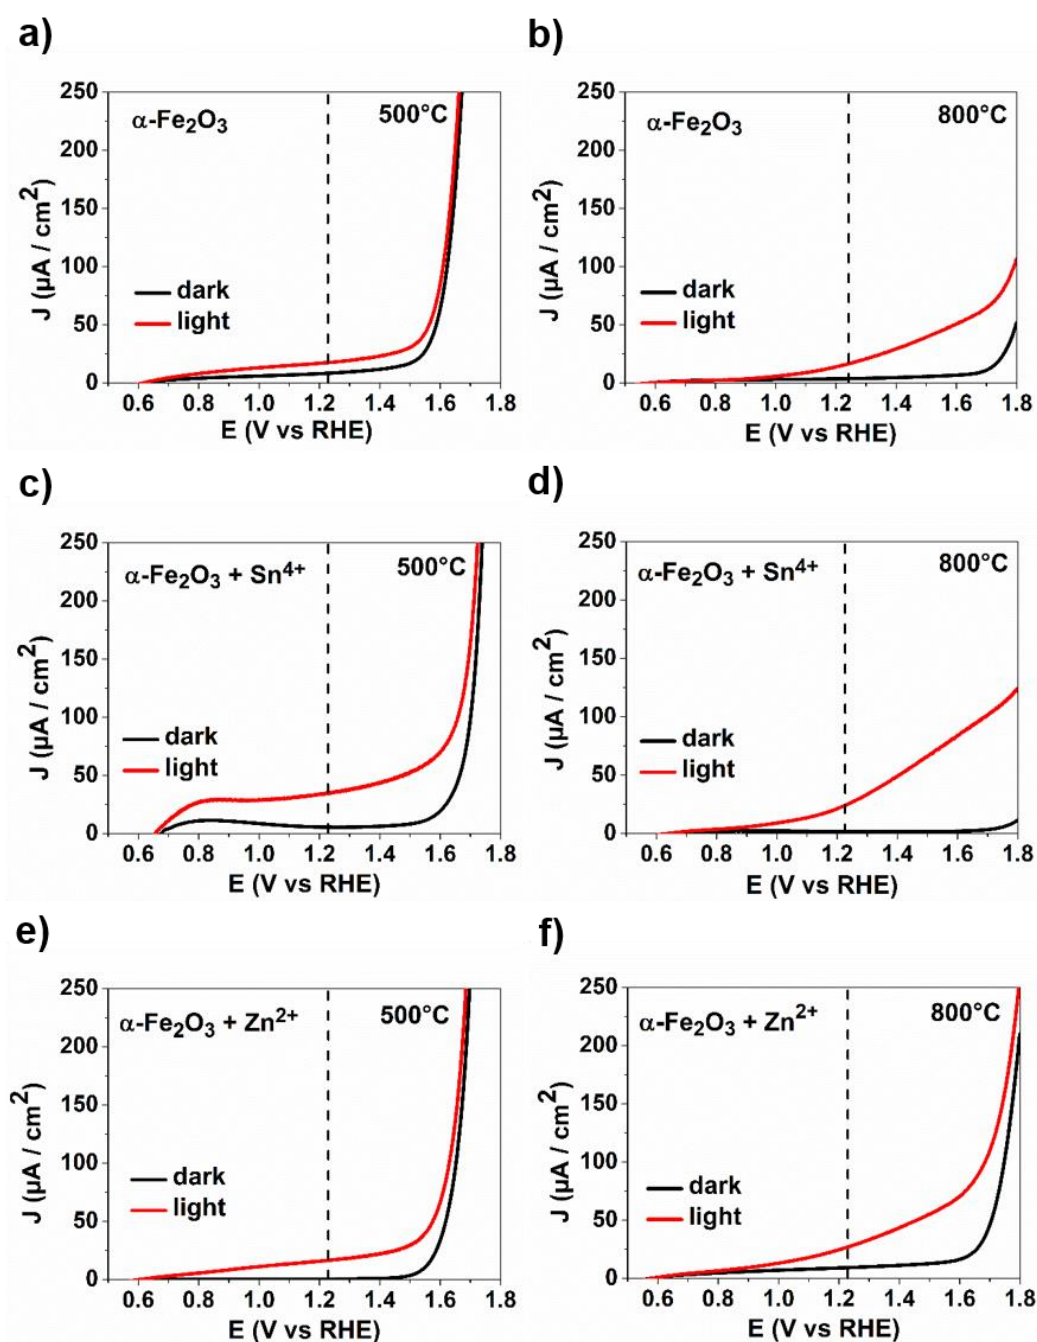 a)
α-Fe₂O₃ 500°C
250
200
150
100
50
0
J (µA / cm²)
dark
light
0.6 0.8 1.0 1.2 1.4 1.6 1.8
E (V vs RHE)
b)
α-Fe₂O₃ 800°C
250
200
150
100
50
0
J (µA / cm²)
dark
light
0.6 0.8 1.0 1.2 1.4 1.6 1.8
E (V vs RHE)
c)
α-Fe₂O₃ + Sn⁴⁺ 500°C
250
200
150
100
50
0
J (µA / cm²)
dark
light
0.6 0.8 1.0 1.2 1.4 1.6 1.8
E (V vs RHE)
d)
α-Fe₂O₃ + Sn⁴⁺ 800°C
250
200
150
100
50
0
J (µA / cm²)
dark
light
0.6 0.8 1.0 1.2 1.4 1.6 1.8
E (V vs RHE)
e)
α-Fe₂O₃ + Zn²⁺ 500°C
250
200
150
100
50
0
J (µA / cm²)
dark
light
0.6 0.8 1.0 1.2 1.4 1.6 1.8
E (V vs RHE)
f)
α-Fe₂O₃ + Zn²⁺ 800°C
250
200
150
100
50
0
J (µA / cm²)
dark
light
0.6 0.8 1.0 1.2 1.4 1.6 1.8
E (V vs RHE)